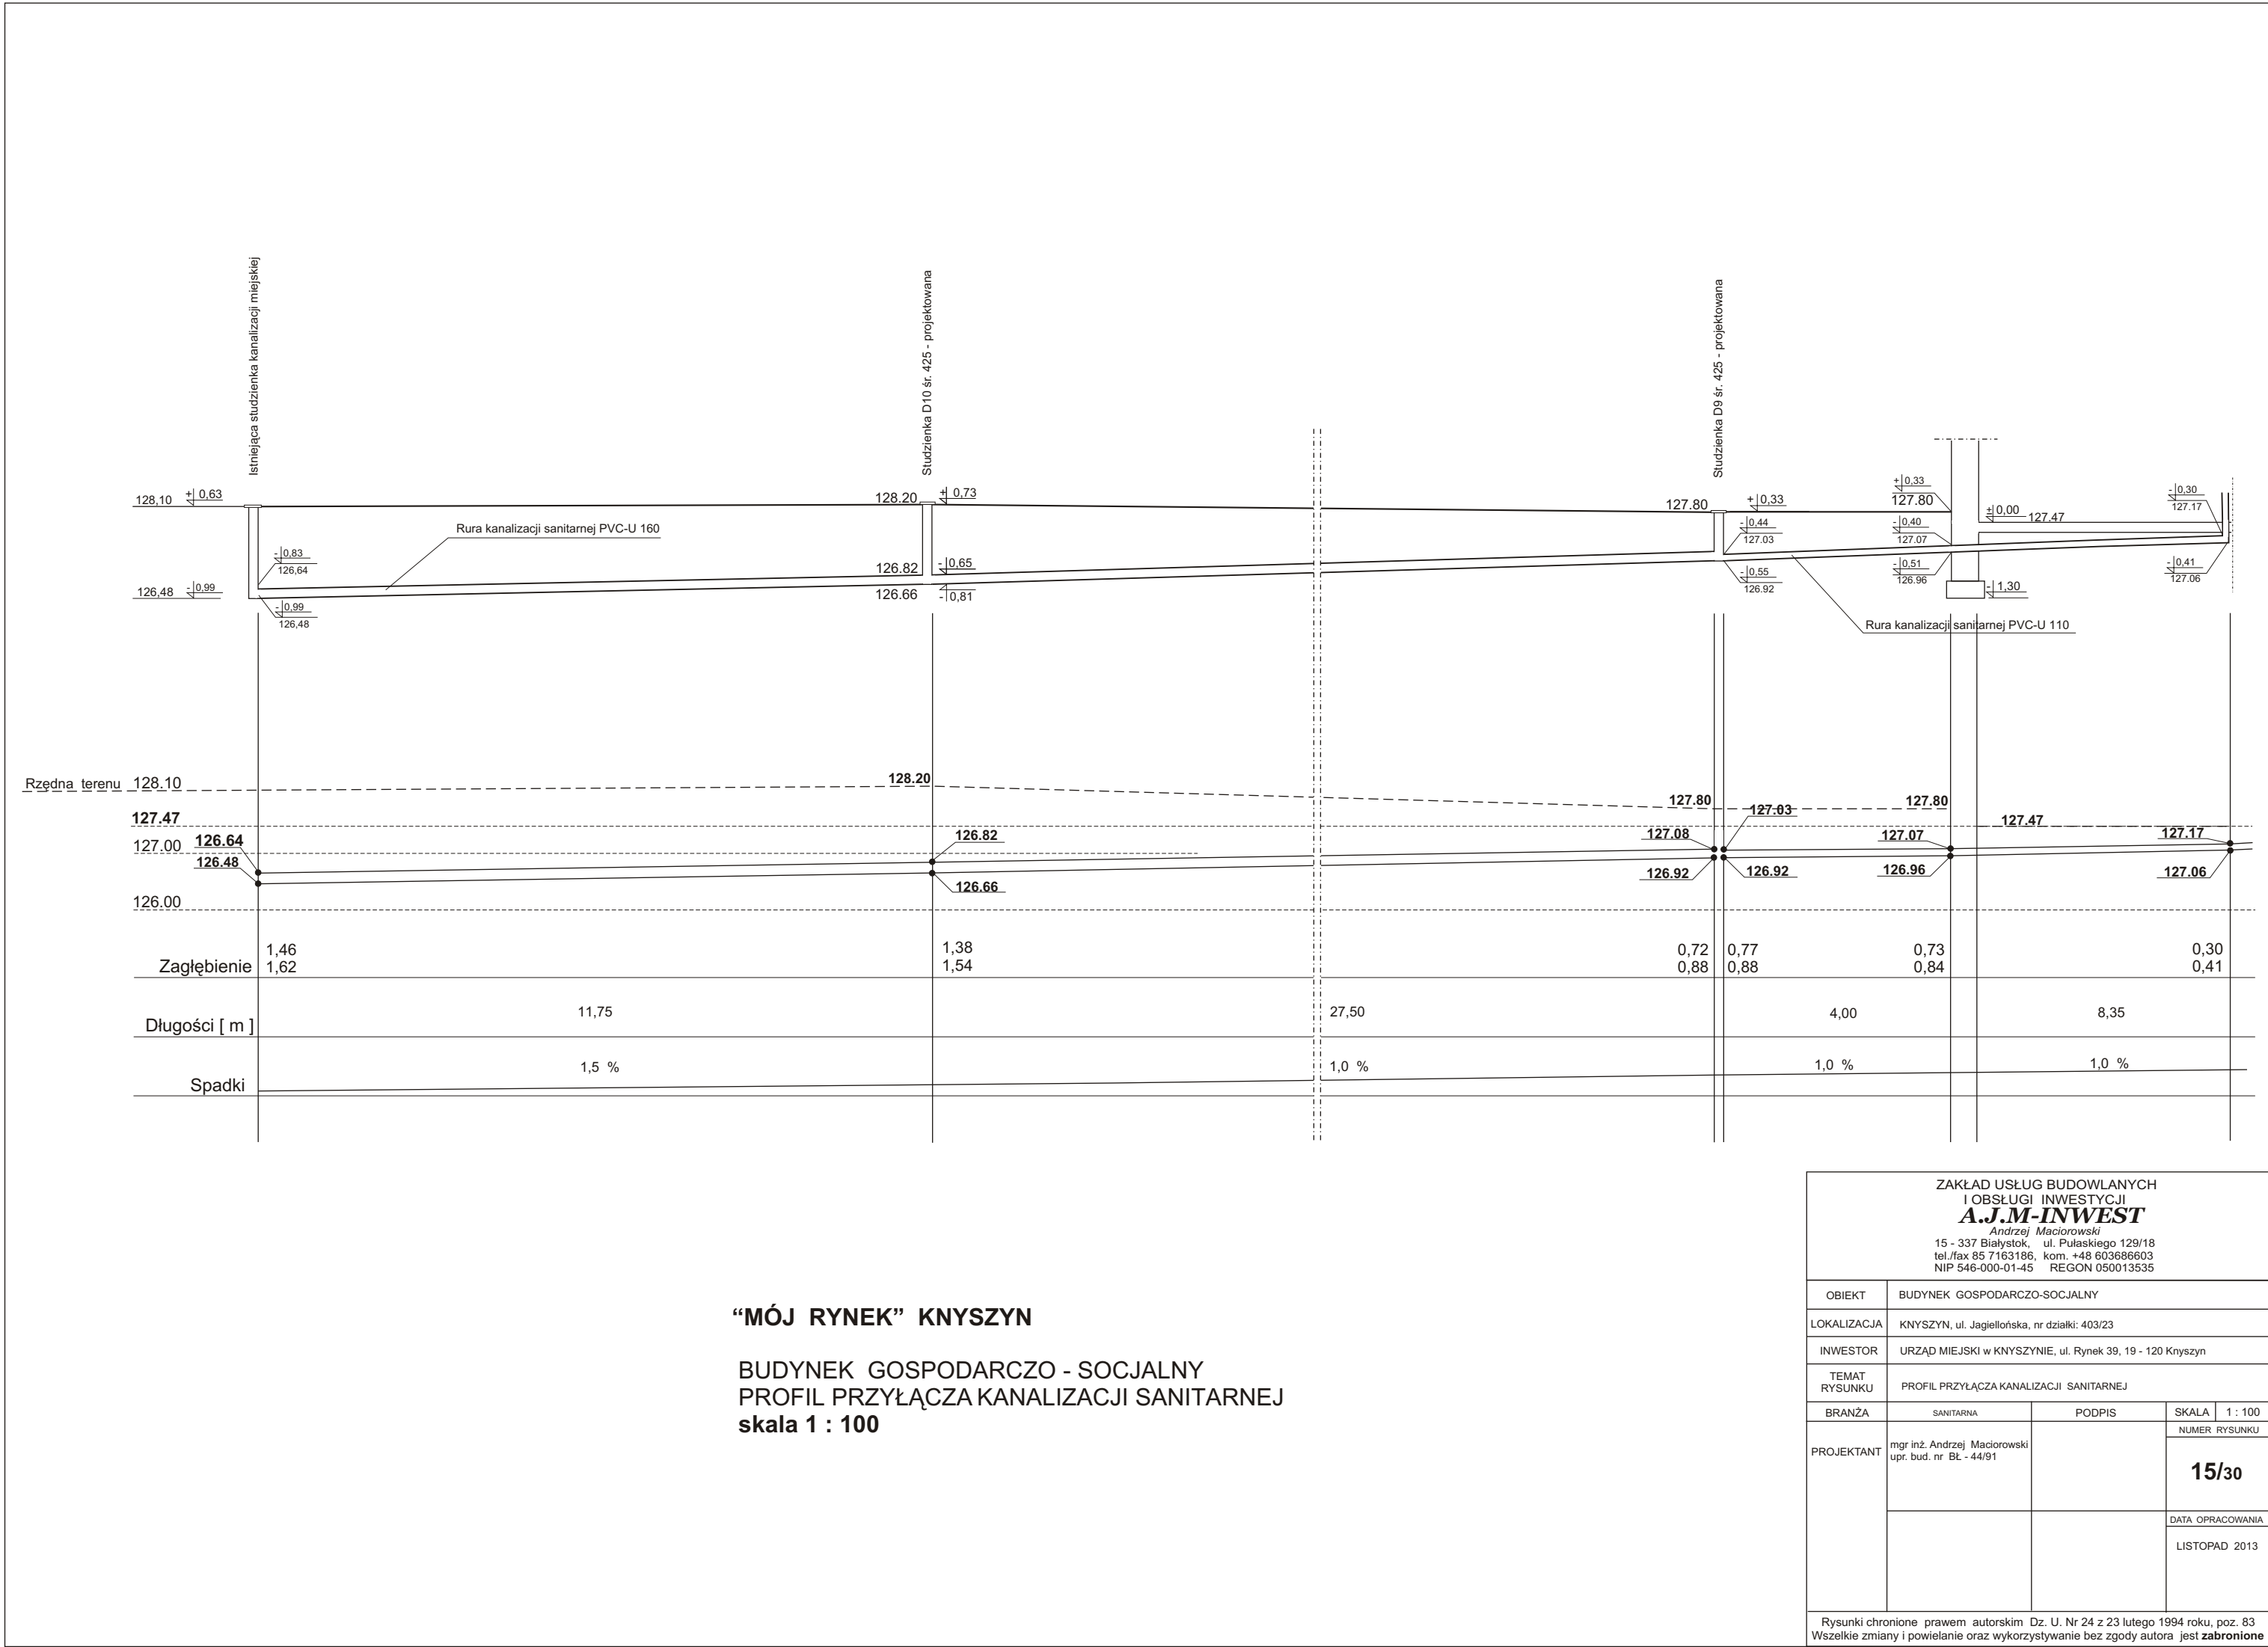 Istniejąca studzienka kanalizacji miejskiej
Studzienka D10 śr. 425 - projektowana
Studzienka D9 śr. 425 - projektowana
128,10 + 0,63
128.20 + 0,73
127.80 + 0,33
+ 0,33
127.80
± 0,00 127.47
- 0,30
127.17
Rura kanalizacji sanitarnej PVC-U 160
- 0,44
127.03
- 0,40
127.07
- 0,83
126,64
126.82 - 0,65
- 0,51
126.96
- 0,41
127.06
126,48 - 0,99
126.66 - 0,81
- 0,55
126.92
- 1,30
- 0,99
126,48
Rura kanalizacji sanitarnej PVC-U 110
Rzędna terenu 128.10
128.20
127.80
127.03
127.80
127.47
127.47
126.64
126.82
127.08
127.07
127.17
127.00
126.48
126.66
126.92
126.92
126.96
127.06
126.00
1,46 1,38 0,72 0,77 0,73 0,30
Zagłębienie 1,62 1,54 0,88 0,88 0,84 0,41
Długości [ m ] 11,75 27,50 4,00 8,35
Spadki 1,5 % 1,0 % 1,0 % 1,0 %
“MÓJ RYNEK” KNYSZYN
BUDYNEK GOSPODARCZO - SOCJALNY
PROFIL PRZYŁĄCZA KANALIZACJI SANITARNEJ
skala 1 : 100
ZAKŁAD USŁUG BUDOWLANYCH
I OBSŁUGI INWESTYCJI
A.J.M-INWEST
Andrzej Maciorowski
15 - 337 Białystok, ul. Pułaskiego 129/18
tel./fax 85 7163186, kom. +48 603686603
NIP 546-000-01-45 REGON 050013535
OBIEKT BUDYNEK GOSPODARCZO-SOCJALNY
LOKALIZACJA KNYSZYN, ul. Jagiellońska, nr działki: 403/23
INWESTOR URZĄD MIEJSKI w KNYSZYNIE, ul. Rynek 39, 19 - 120 Knyszyn
TEMAT
RYSUNKU PROFIL PRZYŁĄCZA KANALIZACJI SANITARNEJ
BRANŻA SANITARNA PODPIS SKALA 1 : 100
NUMER RYSUNKU
PROJEKTANT mgr inż. Andrzej Maciorowski
upr. bud. nr BŁ - 44/91
15/30
DATA OPRACOWANIA
LISTOPAD 2013
Rysunki chronione prawem autorskim Dz. U. Nr 24 z 23 lutego 1994 roku, poz. 83
Wszelkie zmiany i powielanie oraz wykorzystywanie bez zgody autora jest zabronione